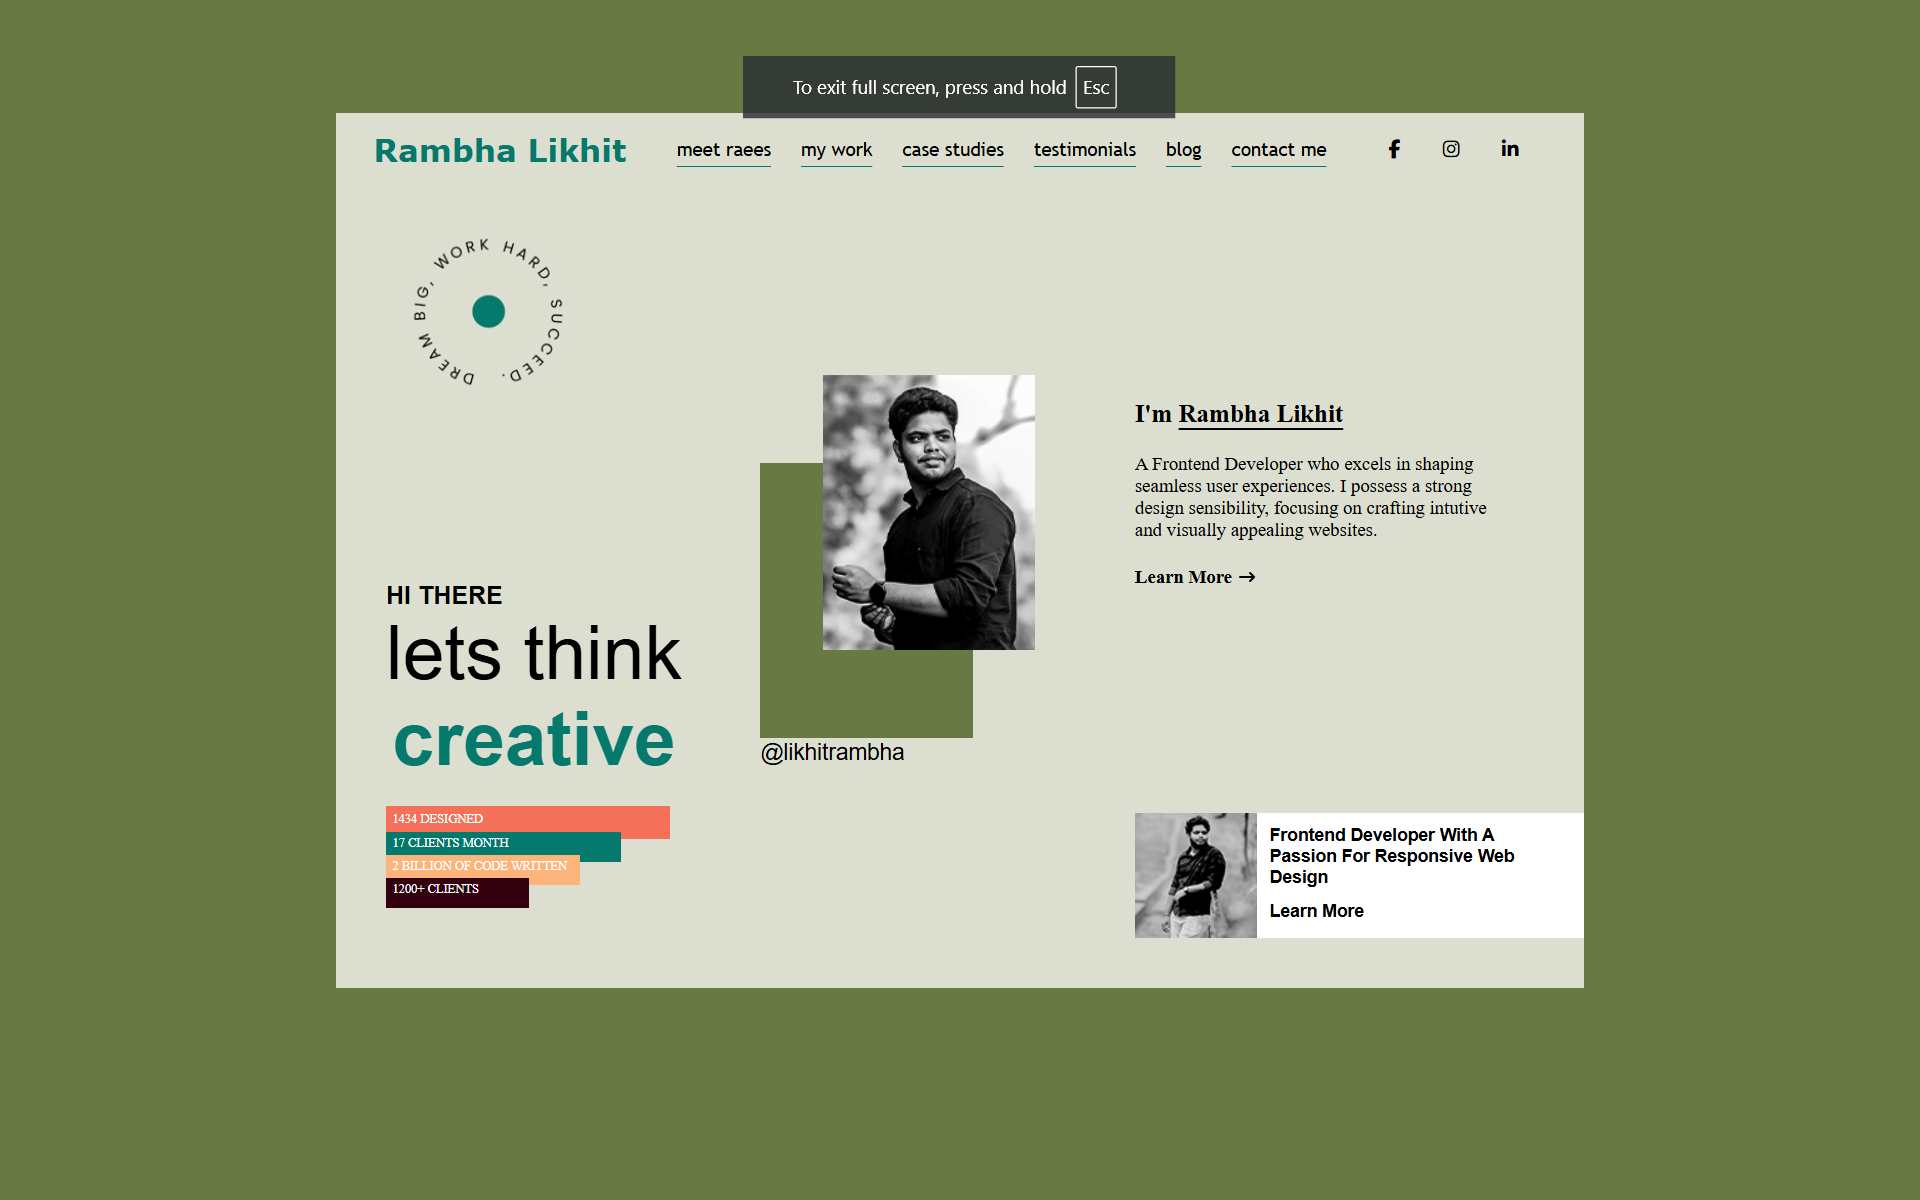 To exit full screen, press and hold Esc
Rambha Likhit
meet raees my work case studies testimonials blog contact me
DREAM BIG, WORK HARD, SUCCEED.
HI THERE
lets think
creative
1434 DESIGNED
17 CLIENTS MONTH
2 BILLION OF CODE WRITTEN
1200+ CLIENTS
@likhitrambha
I'm Rambha Likhit
A Frontend Developer who excels in shaping
seamless user experiences. I possess a strong
design sensibility, focusing on crafting intutive
and visually appealing websites.
Learn More →
Frontend Developer With A
Passion For Responsive Web
Design
Learn More